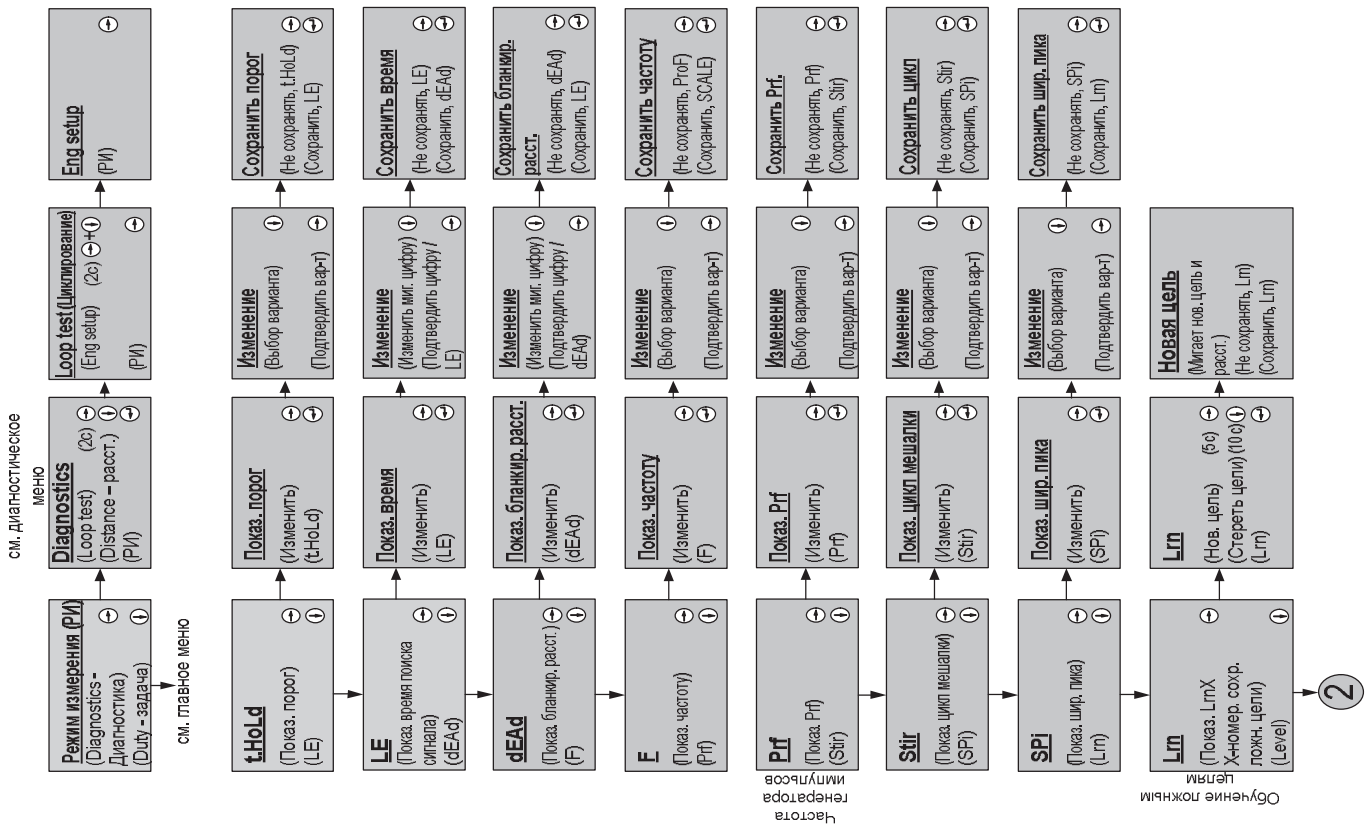 см. диагностическое
меню
Режим измерения (РИ)
(Diagnostics –
Диагностика)
(Duty – задача)
см. главное меню
Diagnostics
(Loop test) (2с)
(Distance – расст.)
(РИ)
Loop test (Циклирование)
(Eng setup) (2с) +
(РИ)
Eng setup
(РИ)
t.HoLd
(Показ. порог)
(LE)
Показ. порог
(Изменить)
(t.HoLd)
Изменение
(Выбор варианта)
(Подтвердить вар-т)
Сохранить порог
(Не сохранять, t.HoLd)
(Сохранить, LE)
LE
(Показ. время поиска
сигнала)
(dEAd)
Показ. время
(Изменить)
(LE)
Изменение
(Изменить миг. цифру)
(Подтвердить цифру /
LE)
Сохранить время
(Не сохранять, LE)
(Сохранить, dEAd)
dEAd
(Показ. бланкир. расст.)
(F)
Показ. бланкир. расст.
(Изменить)
(dEAd)
Изменение
(Изменить миг. цифру)
(Подтвердить цифру /
dEAd)
Сохранить бланкир.
расст.
(Не сохранять, dEAd)
(Сохранить, LE)
F
(Показ. частоту)
(Prf)
Показ. частоту
(Изменить)
(F)
Изменение
(Выбор варианта)
(Подтвердить вар-т)
Сохранить частоту
(Не сохранять, ProF)
(Сохранить, SCALE)
Частота
генератора
импульсов
Prf
(Показ. Prf)
(Stir)
Показ. Prf
(Изменить)
(Prf)
Изменение
(Выбор варианта)
(Подтвердить вар-т)
Сохранить Prf.
(Не сохранять, Prf)
(Сохранить, Stir)
Stir
(Показ. цикл мешалки)
(SPi)
Показ. цикл мешалки
(Изменить)
(Stir)
Изменение
(Выбор варианта)
(Подтвердить вар-т)
Сохранить цикл
(Не сохранять, Stir)
(Сохранить, SPi)
SPi
(Показ. шир. пика)
(Lrn)
Показ. шир. пика
(Изменить)
(SPi)
Изменение
(Выбор варианта)
(Подтвердить вар-т)
Сохранить шир. пика
(Не сохранять, SPi)
(Сохранить, Lrn)
Обучение ложным
целям
Lrn
(Показ. LrnX
X-номер. сохр.
ложн. цели)
(Level)
Lrn
(Нов. цель) (5с)
(Стереть цели) (10с)
(Lrn)
Новая цель
(Мигает нов. цель и
расст.)
(Не сохранять, Lrn)
(Сохранить, Lrn)
2